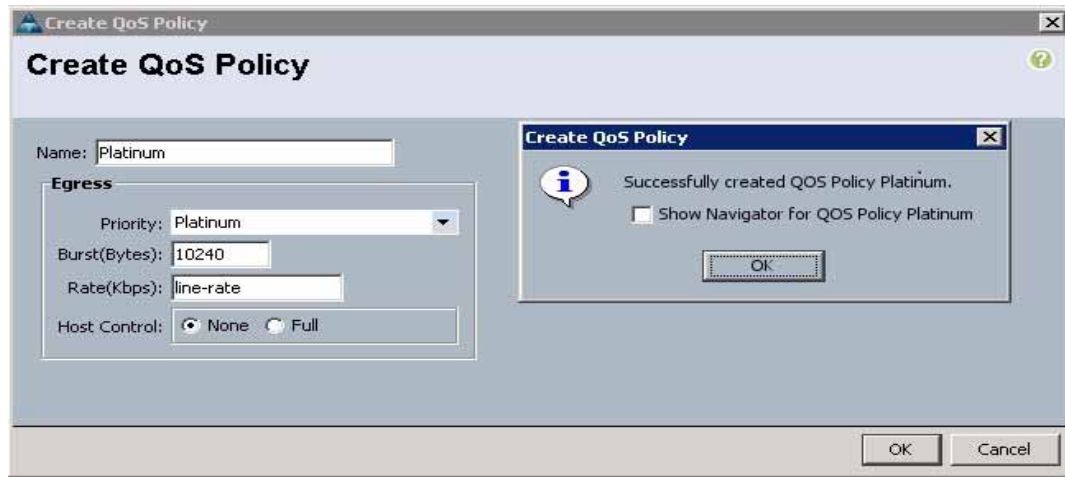 Create QoS Policy
Create QoS Policy
Name: Platinum
Egress
Priority: Platinum
Burst(Bytes): 10240
Rate(Kbps): line-rate
Host Control: None Full
Create QoS Policy
Successfully created QOS Policy Platinum.
Show Navigator for QOS Policy Platinum
OK
OK Cancel